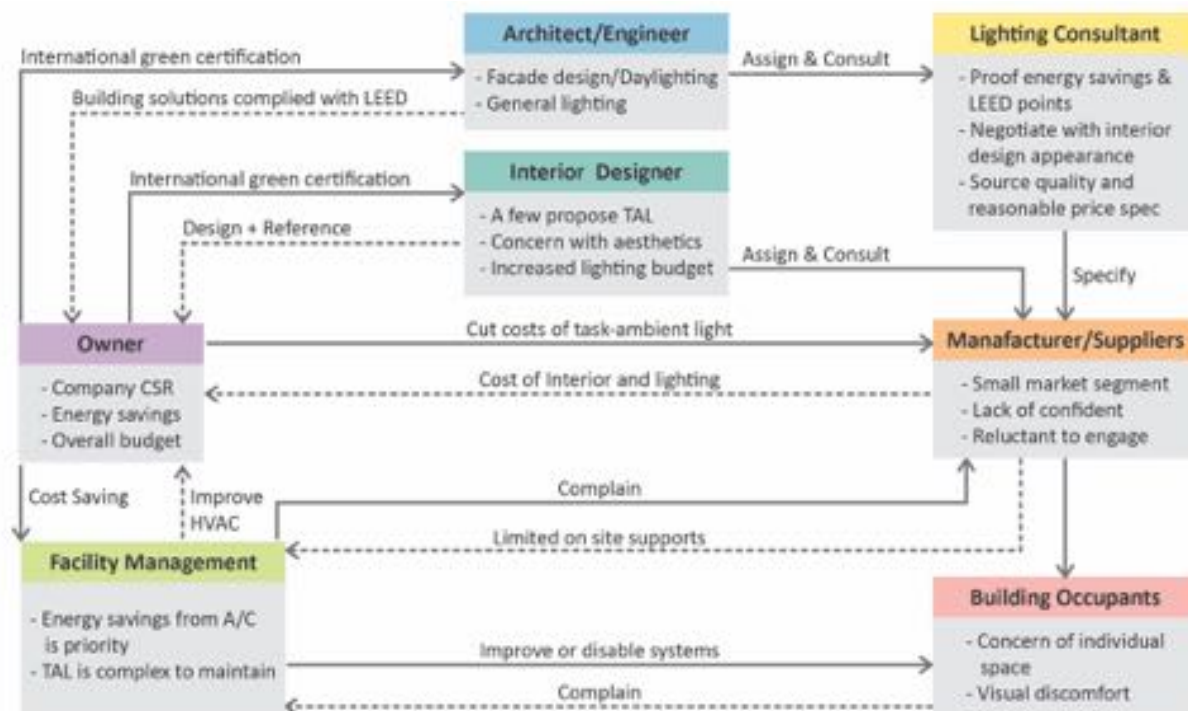 Architect/Engineer
- Facade design/Daylighting
- General lighting
Lighting Consultant
- Proof energy savings &
LEED points
- Negotiate with interior
design appearance
- Source quality and
reasonable price spec
International green certification
Building solutions complied with LEED
Assign & Consult
Interior Designer
- A few propose TAL
- Concern with aesthetics
- Increased lighting budget
International green certification
Design + Reference
Assign & Consult
Specify
Owner
- Company CSR
- Energy savings
- Overall budget
Cut costs of task-ambient light
Cost of Interior and lighting
Manafacturer/Suppliers
- Small market segment
- Lack of confident
- Reluctant to engage
Cost Saving
Improve
HVAC
Complain
Limited on site supports
Facility Management
- Energy savings from A/C
is priority
- TAL is complex to maintain
Improve or disable systems
Complain
Building Occupants
- Concern of individual
space
- Visual discomfort